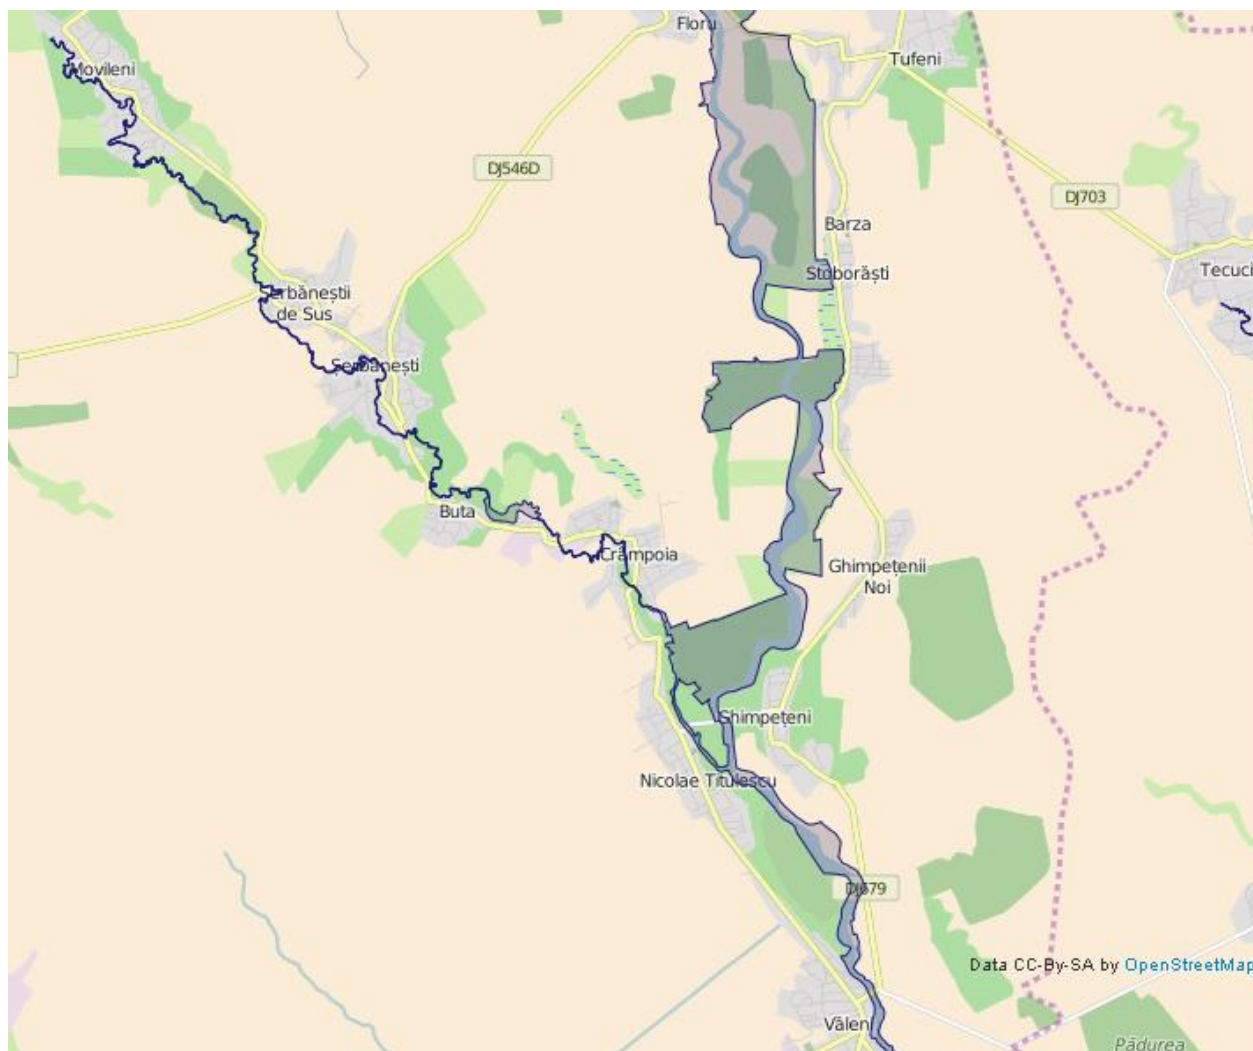 Floru
Tufeni
Movileni
DJ546D
DJ703
Barza
Stoborăști
Tecuci
Șerbăneștii
de Sus
Șerbănești
Buta
Crâmpoia
Ghimpețenii
Noi
Ghimpețeni
Nicolae Titulescu
DJ679
Data CC-By-SA by OpenStreetMap
Văleni
Pădurea